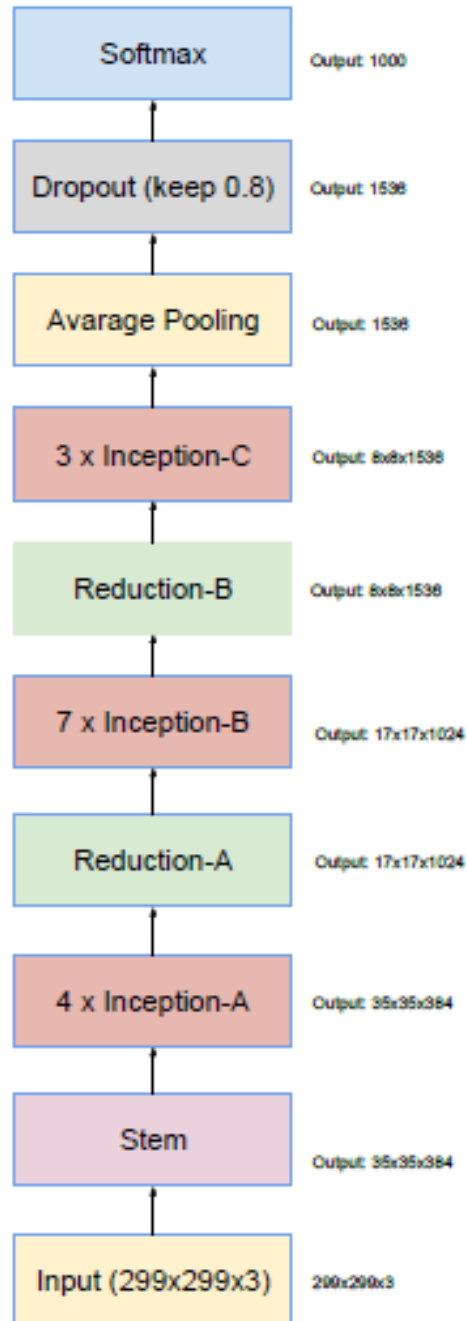 Softmax
Output: 1000
Dropout (keep 0.8)
Output: 1536
Avarage Pooling
Output: 1536
3 x Inception-C
Output: 8x8x1536
Reduction-B
Output: 8x8x1536
7 x Inception-B
Output: 17x17x1024
Reduction-A
Output: 17x17x1024
4 x Inception-A
Output: 35x35x384
Stem
Output: 35x35x384
Input (299x299x3)
299x299x3